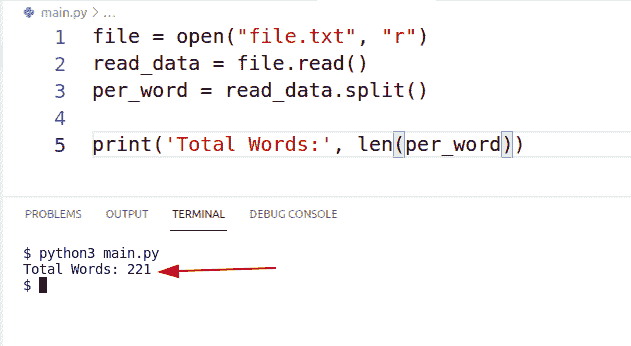 main.py > ...
1 file = open("file.txt", "r")
2 read_data = file.read()
3 per_word = read_data.split()
4
5 print('Total Words:', len(per_word))
PROBLEMS OUTPUT TERMINAL DEBUG CONSOLE
$ python3 main.py
Total Words: 221
$